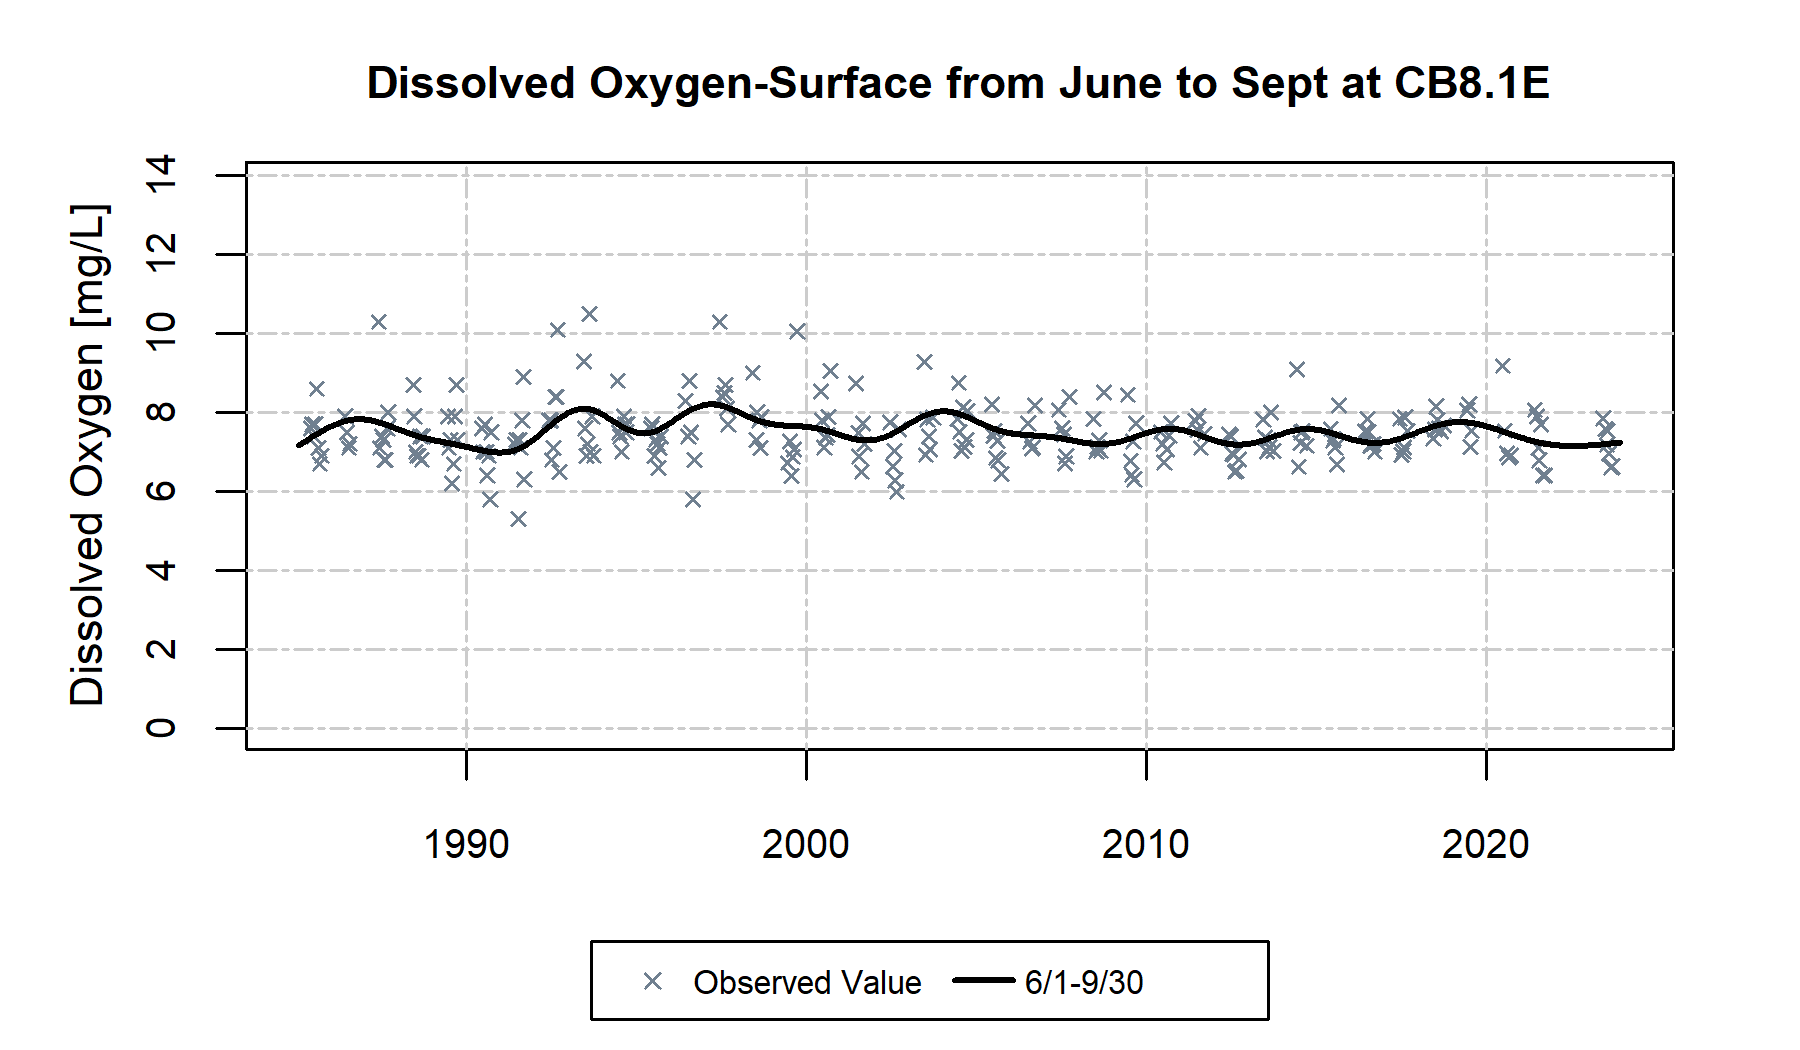 Dissolved Oxygen-Surface from June to Sept at CB8.1E
Dissolved Oxygen [mg/L]
14
12
10
8
6
4
2
0
1990 2000 2010 2020
Observed Value 6/1-9/30